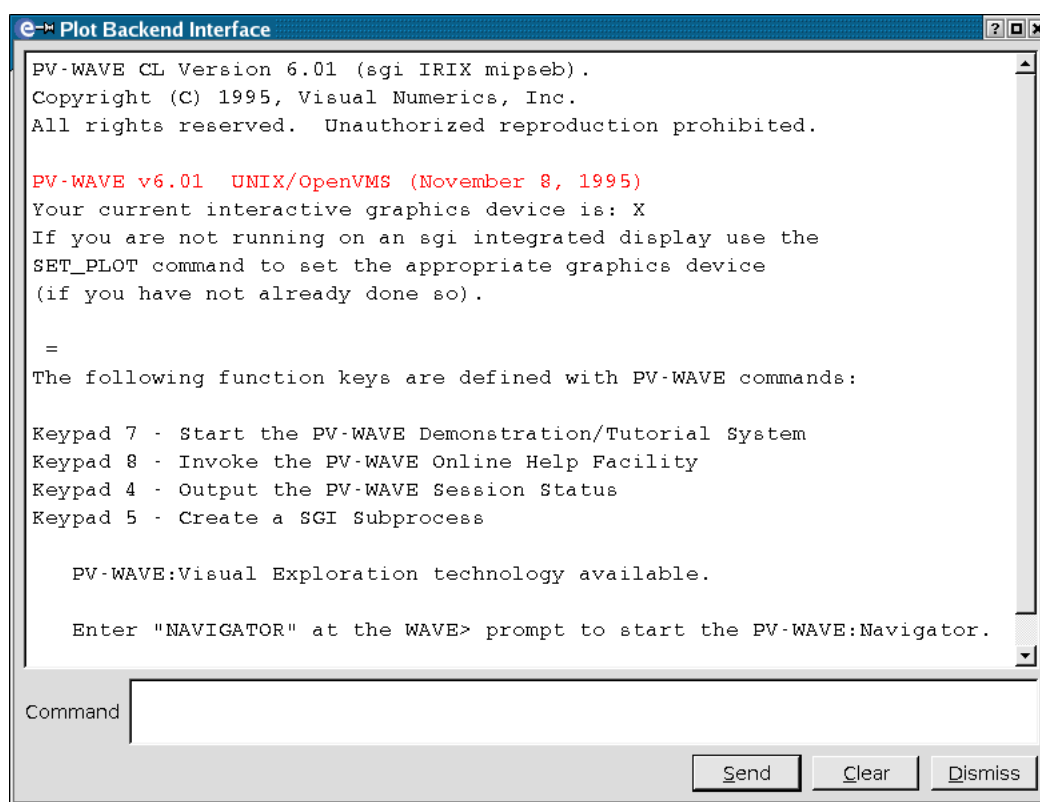 Plot Backend Interface
PV-WAVE CL Version 6.01 (sgi IRIX mipseb).
Copyright (C) 1995, Visual Numerics, Inc.
All rights reserved.  Unauthorized reproduction prohibited.
PV-WAVE v6.01  UNIX/OpenVMS (November 8, 1995)
Your current interactive graphics device is: X
If you are not running on an sgi integrated display use the
SET_PLOT command to set the appropriate graphics device
(if you have not already done so).
=
The following function keys are defined with PV-WAVE commands:
Keypad 7 - Start the PV-WAVE Demonstration/Tutorial System
Keypad 8 - Invoke the PV-WAVE Online Help Facility
Keypad 4 - Output the PV-WAVE Session Status
Keypad 5 - Create a SGI Subprocess
PV-WAVE:Visual Exploration technology available.
Enter "NAVIGATOR" at the WAVE> prompt to start the PV-WAVE:Navigator.
Command
Send Clear Dismiss